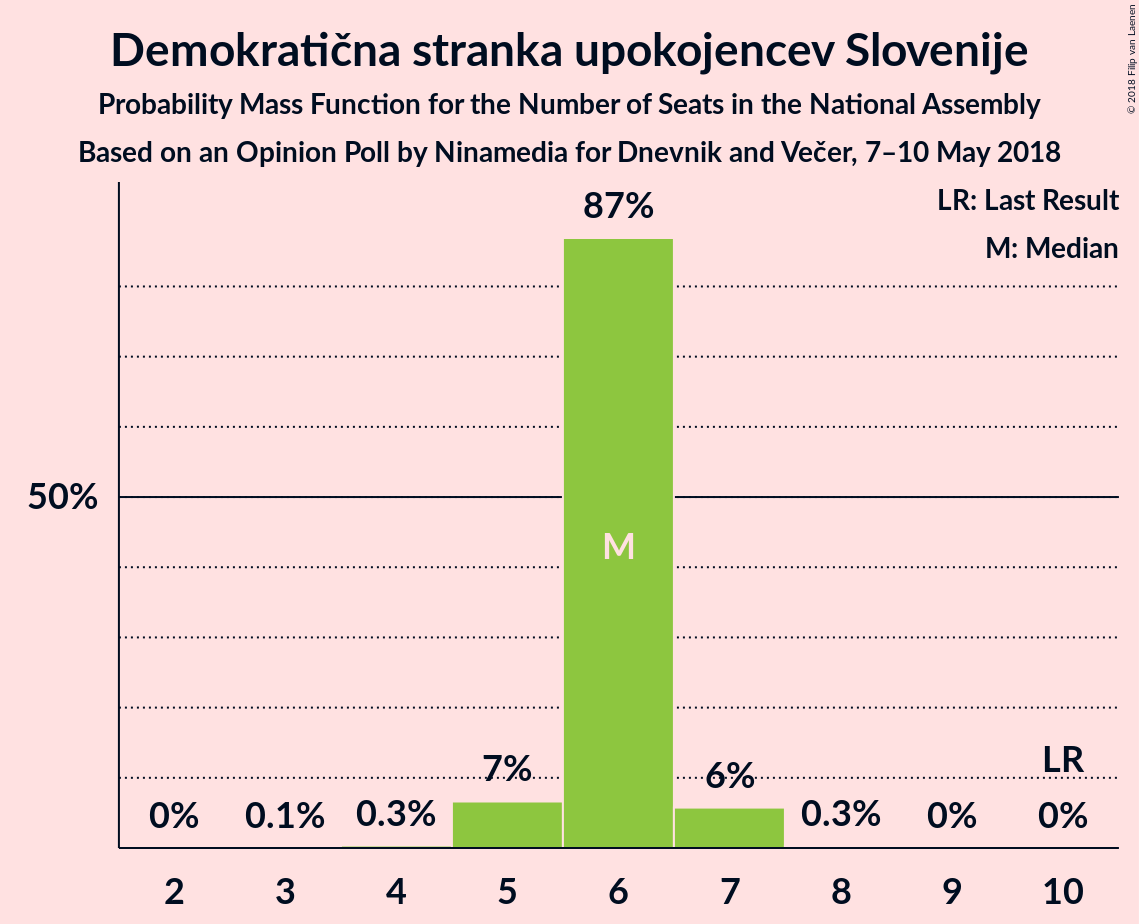 Demokratična stranka upokojencev Slovenije
Probability Mass Function for the Number of Seats in the National Assembly
Based on an Opinion Poll by Ninamedia for Dnevnik and Večer, 7–10 May 2018
© 2018 Filip van Laenen
LR: Last Result
M: Median
87%
50%
M
7%
6%
LR
0%
0.1%
0.3%
0.3%
0%
0%
2 3 4 5 6 7 8 9 10